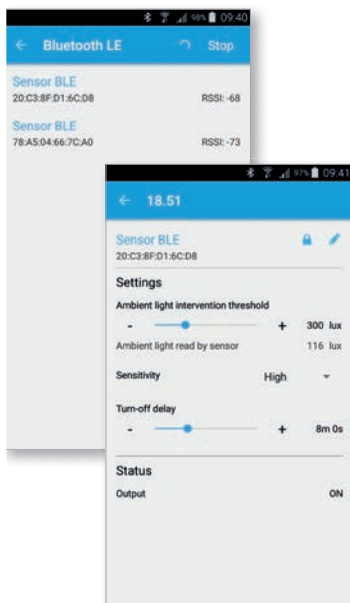 98% 09:40
Bluetooth LE Stop
Sensor BLE
20:C3:8F:D1:6C:D8 RSSI: -68
Sensor BLE
78:A5:04:66:7C:A0 RSSI: -73
97% 09:41
18.51
Sensor BLE
20:C3:8F:D1:6C:D8
Settings
Ambient light intervention threshold
- + 300 lux
Ambient light read by sensor 116 lux
Sensitivity High
Turn-off delay
- + 8m 0s
Status
Output ON